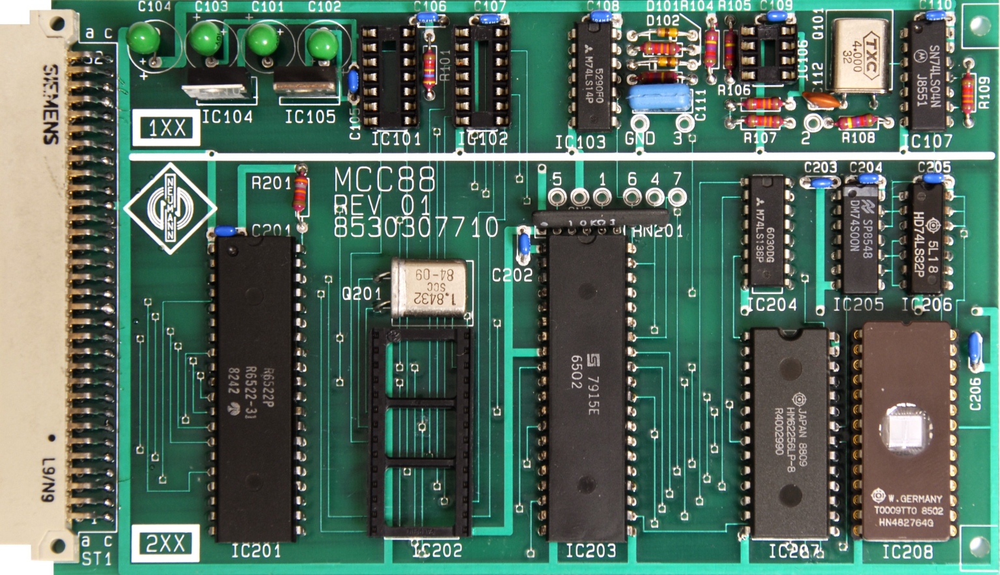 C104
C103
C101
C102
C106
C107
C108
D101
R104
R105
C109
Q101
C110
D102
a c
32
SIEMENS
IC104
IC105
C105
R101
IC101
IC102
5290F0
M74LS14P
IC103
C111
GND
3
R106
IC106
112
R107
2
R108
TXC
4,000
32
SN74LS04N
J8551
IC107
R109
1XX
NEUMANN
R201
C201
MCC88
REV 01
8530307710
5
1
6
4
7
10KΩJ
RN201
C202
C203
C204
C205
6030DG
M74LS138P
IC204
SP8548
DM74S00N
IC205
5L18
HD74LS32P
IC206
Q201
1.8432
SCC
84-09
R6522P
R6522-31
8242
IC201
IC202
S 7915E
6502
IC203
JAPAN 8809
HM62256LP-8
R4002990
IC207
W.GERMANY
T0009TT0 8502
HN482764G
IC208
C206
L9/N9
1
a c
ST1
2XX